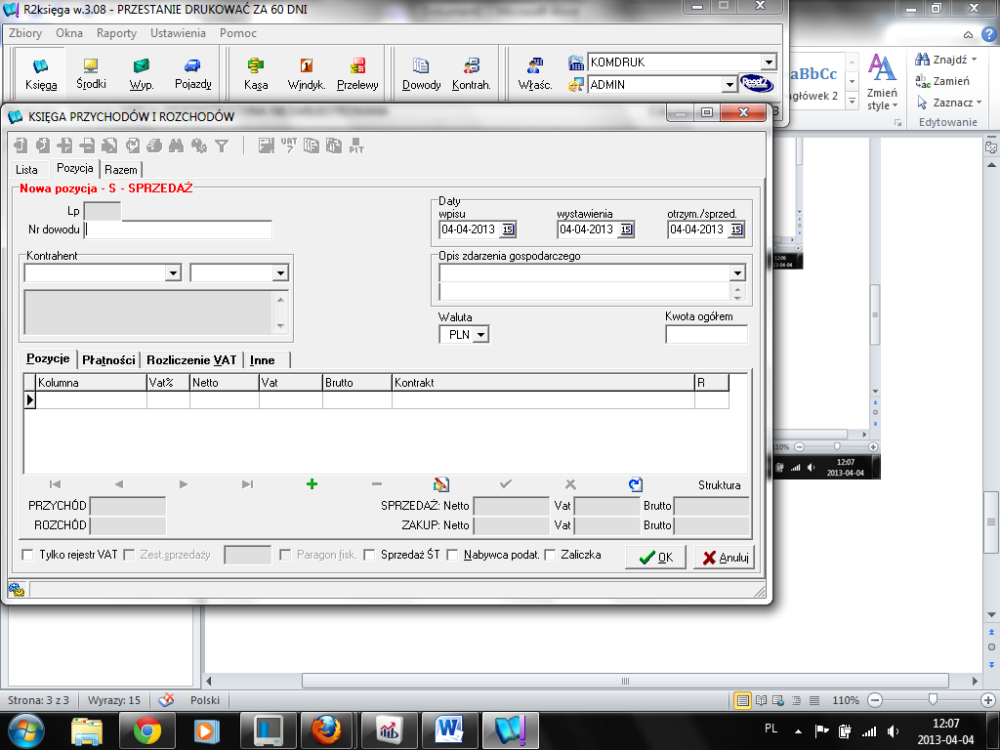 R2księga w.3.08 - PRZESTANIE DRUKOWAĆ ZA 60 DNI
Zbiory Okna Raporty Ustawienia Pomoc
Księga Środki Wyp. Pojazdy Kasa Windyk. Przelewy Dowody Kontrah. Właśc.
KOMDRUK
ADMIN
aBbCc
główek 2
Zmień style
Znajdź
Zamień
Zaznacz
Edytowanie
KSIĘGA PRZYCHODÓW I ROZCHODÓW
VAT 7
PIT
Lista Pozycja Razem
Nowa pozycja - S - SPRZEDAŻ
Lp
Nr dowodu
Daty
wpisu wystawienia otrzym./sprzed.
04-04-2013 15 04-04-2013 15 04-04-2013 15
Kontrahent
Opis zdarzenia gospodarczego
Waluta
PLN
Kwota ogółem
Pozycje Płatności Rozliczenie VAT Inne
Kolumna Vat% Netto Vat Brutto Kontrakt R
Struktura
PRZYCHÓD SPRZEDAŻ: Netto Vat Brutto
ROZCHÓD ZAKUP: Netto Vat Brutto
Tylko rejestr VAT Zest.sprzedaży Paragon fisk. Sprzedaż ŚT Nabywca podat. Zaliczka
OK Anuluj
12:06
12:07
2013-04-04
Strona: 3 z 3 Wyrazy: 15 Polski 110%
PL 12:07
2013-04-04